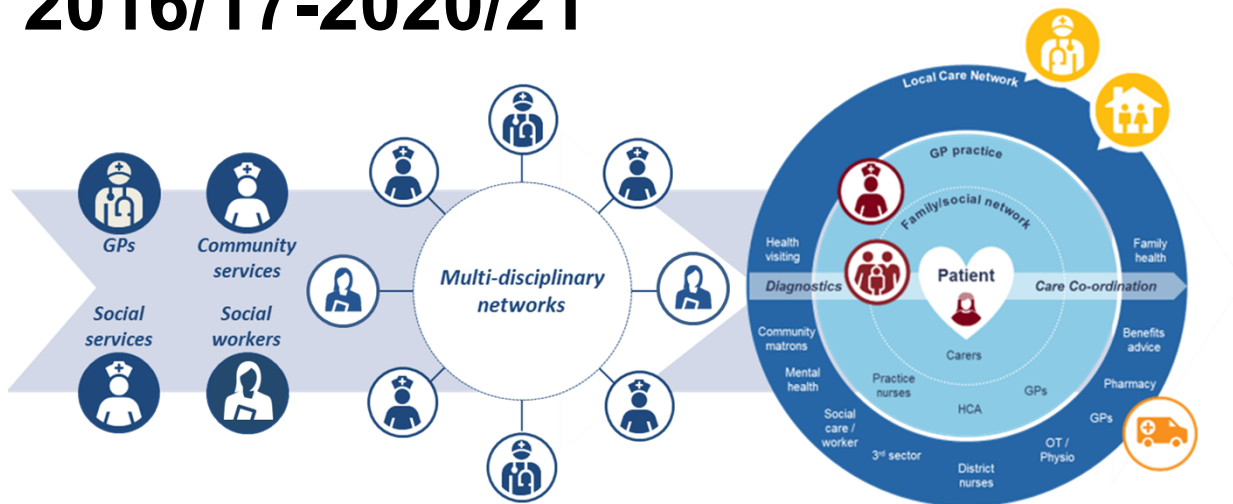 2016/17-2020/21
GPs
Community
services
Social
services
Social
workers
Multi-disciplinary
networks
Local Care Network
GP practice
Family/social network
Patient
Health
visiting
Family
health
Diagnostics
Care Co-ordination
Community
matrons
Benefits
advice
Carers
Mental
health
Practice
nurses
GPs
Pharmacy
HCA
Social
care /
worker
GPs
3rd sector
OT /
Physio
District
nurses